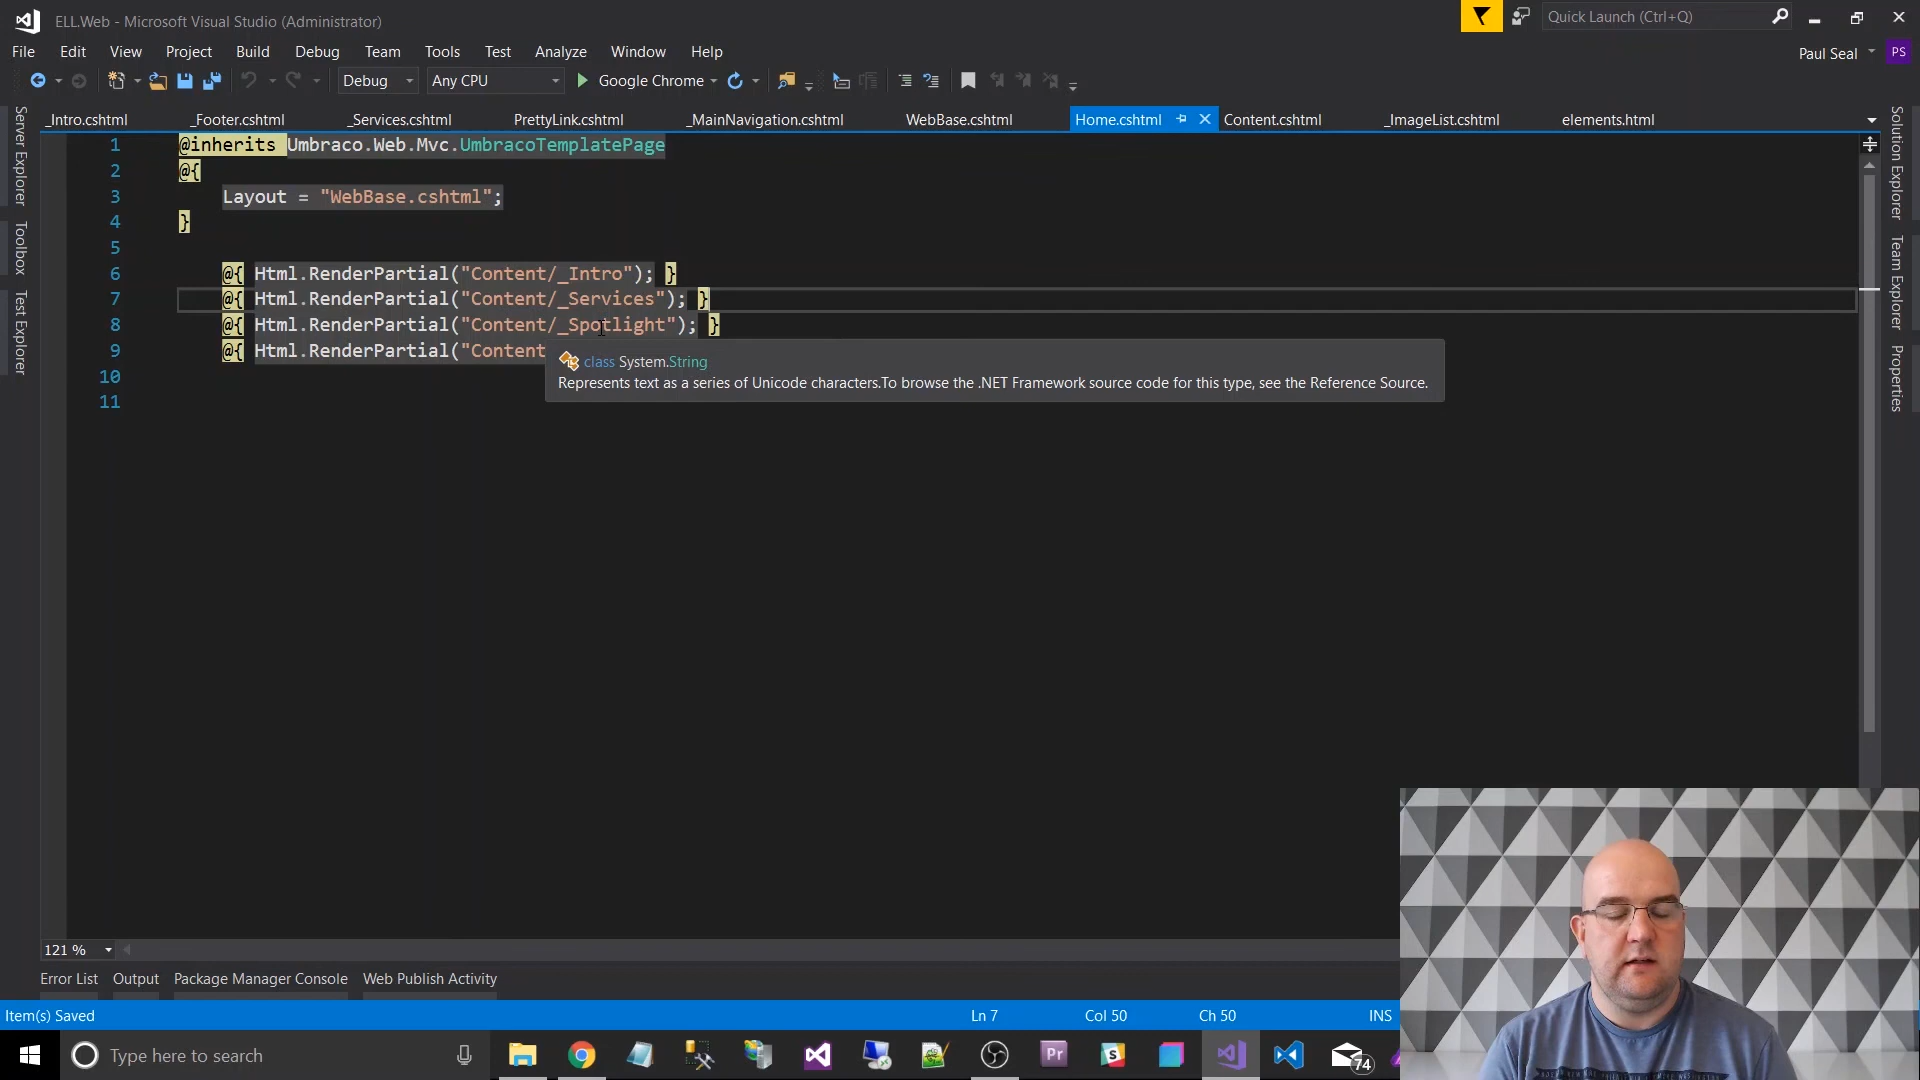 ELL.Web - Microsoft Visual Studio (Administrator)
Quick Launch (Ctrl+Q)
File Edit View Project Build Debug Team Tools Test Analyze Window Help
Paul Seal PS
Debug Any CPU Google Chrome
_Intro.cshtml _Footer.cshtml _Services.cshtml PrettyLink.cshtml _MainNavigation.cshtml WebBase.cshtml Home.cshtml Content.cshtml _ImageList.cshtml elements.html
Server Explorer
Toolbox
Test Explorer
1 @inherits Umbraco.Web.Mvc.UmbracoTemplatePage
2 @{
3 Layout = "WebBase.cshtml";
4 }
5
6 @{ Html.RenderPartial("Content/_Intro"); }
7 @{ Html.RenderPartial("Content/_Services"); }
8 @{ Html.RenderPartial("Content/_Spotlight"); }
9 @{ Html.RenderPartial("Content
10
11
class System.String
Represents text as a series of Unicode characters.To browse the .NET Framework source code for this type, see the Reference Source.
Solution Explorer
Team Explorer
Properties
121 %
Error List Output Package Manager Console Web Publish Activity
Item(s) Saved Ln 7 Col 50 Ch 50 INS
Type here to search
Pr
S
74